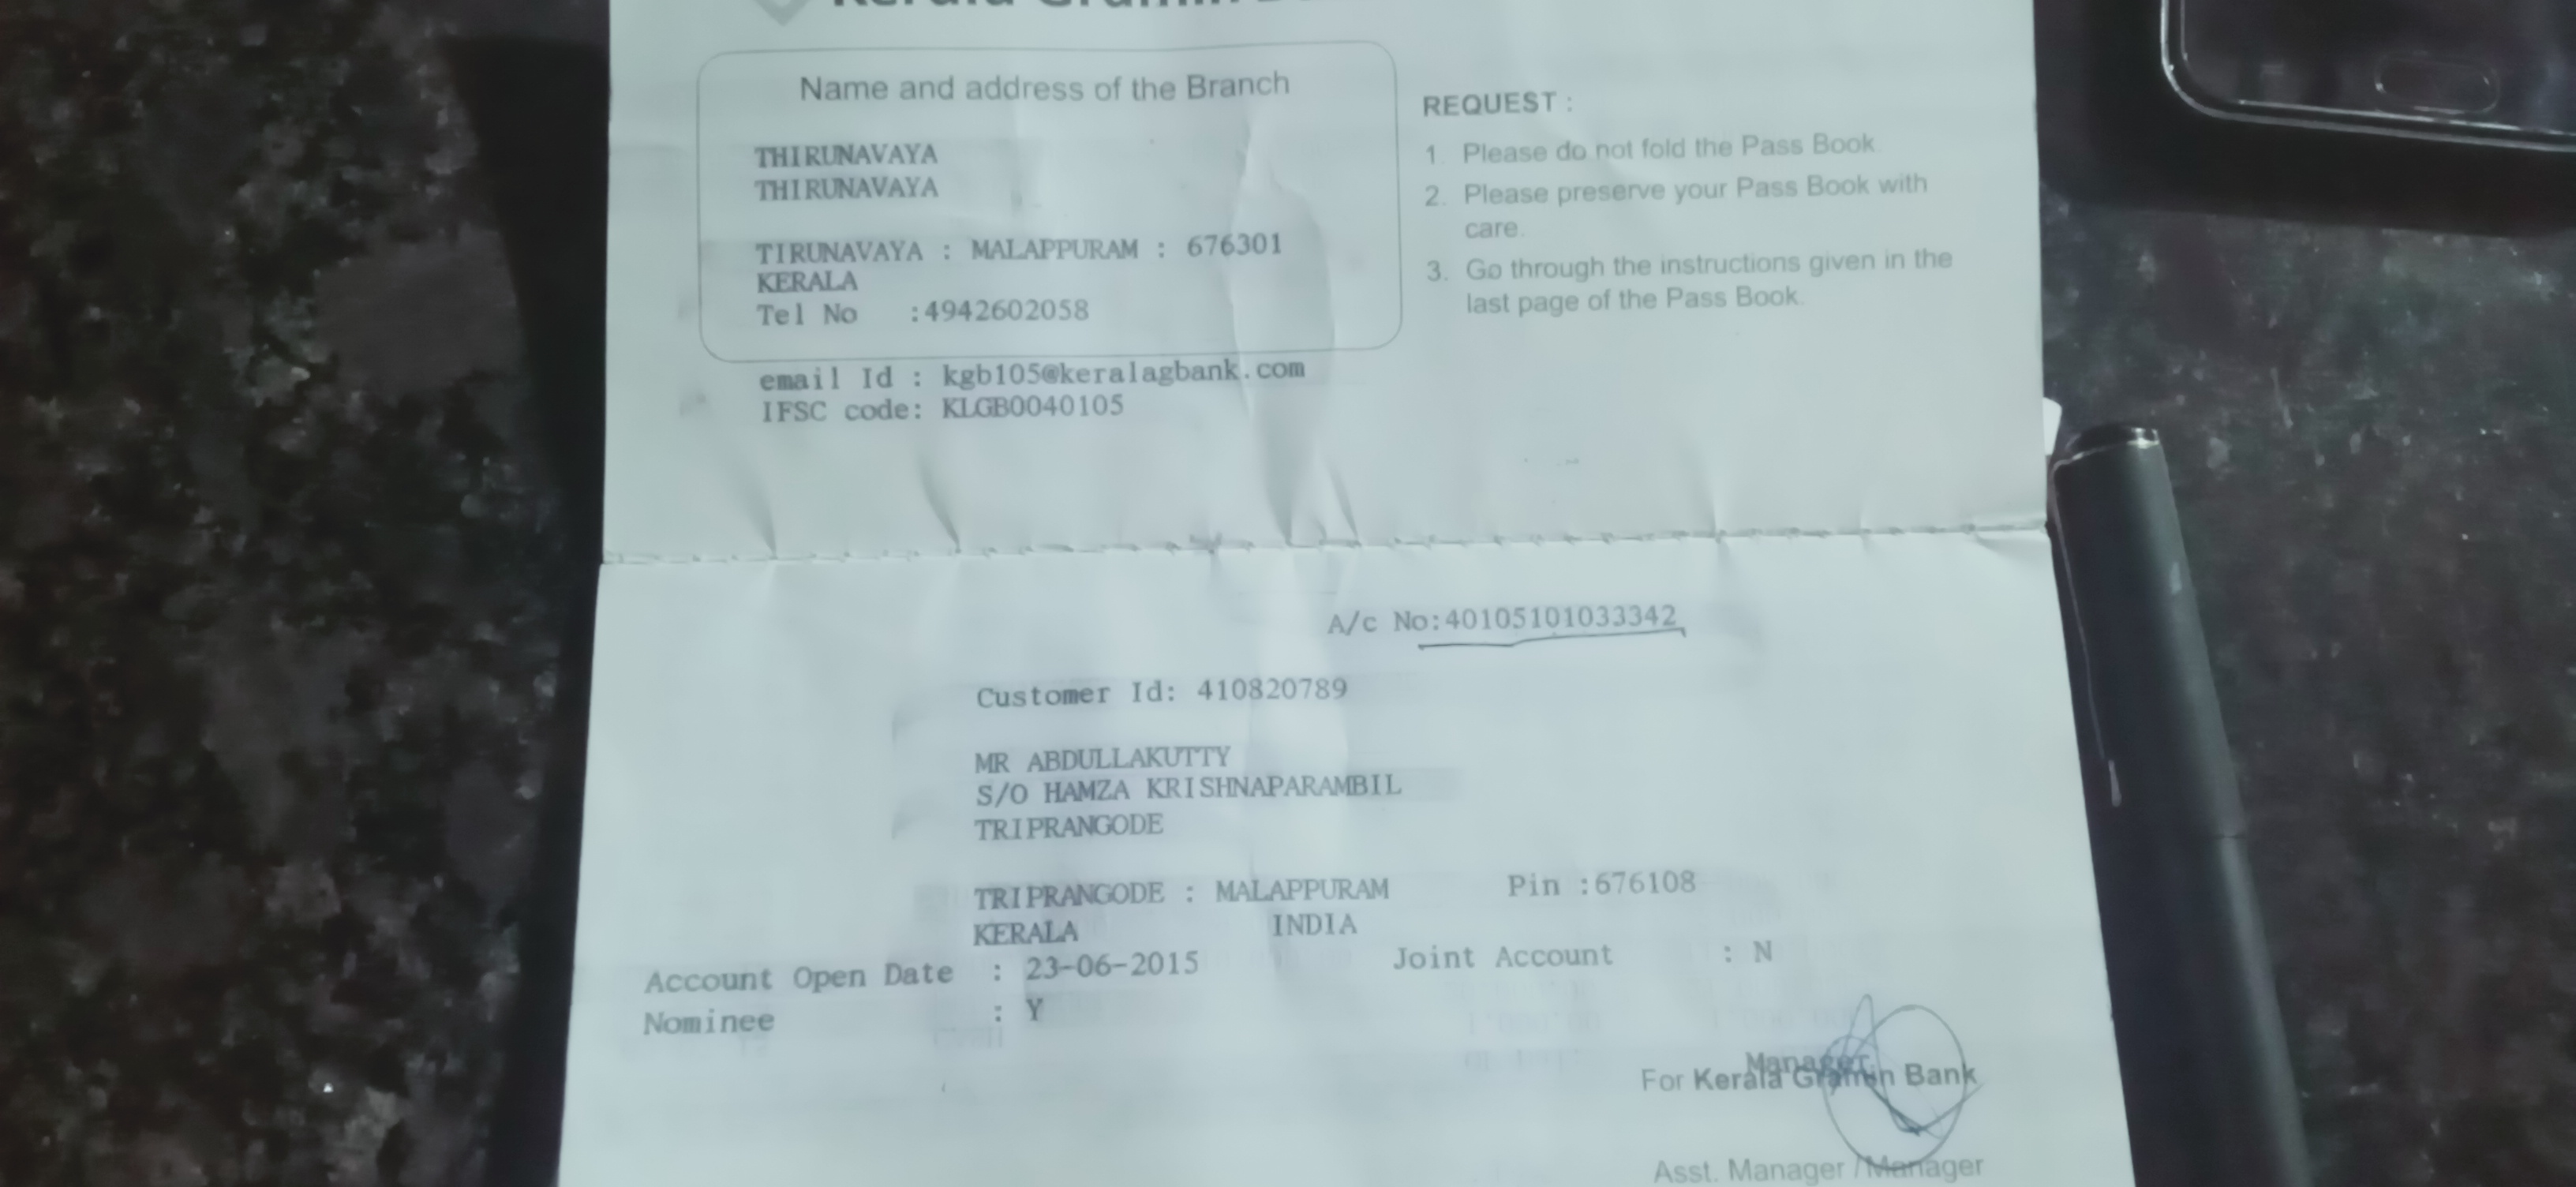 Kerala Gramin
Name and address of the Branch
THIRUNAVAYA
THIRUNAVAYA
TIRUNAVAYA : MALAPPURAM : 676301
KERALA
Tel No :4942602058
email Id : kgb105@keralagbank.com
IFSC code: KLGB0040105
REQUEST :
1. Please do not fold the Pass Book.
2. Please preserve your Pass Book with
care.
3. Go through the instructions given in the
last page of the Pass Book.
A/c No:40105101033342
Customer Id: 410820789
MR ABDULLAKUTTY
S/O HAMZA KRISHNAPARAMBIL
TRIPRANGODE
TRIPRANGODE : MALAPPURAM Pin :676108
KERALA INDIA
Account Open Date : 23-06-2015 Joint Account : N
Nominee : Y
Manager
For Kerala Gramin Bank
Asst. Manager / Manager